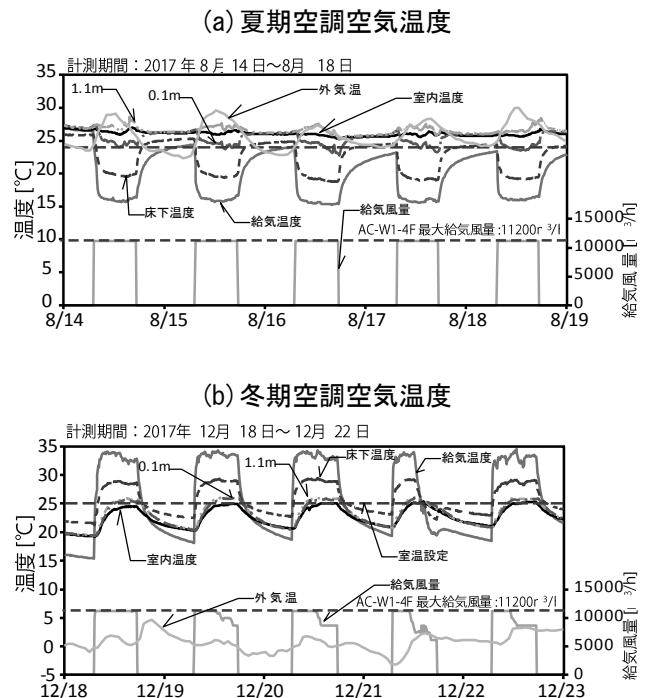 (a) 夏期空調空気温度
計測期間：2017 年 8 月 14 日～8月 18 日
35
30
25
20
15
10
5
0
温度 [℃]
1.1m
0.1m
外 気 温
室内温度
床下温度
給気温度
給気風量
AC-W1-4F 最大給気風量 :11200r ³/l
15000
10000
5000
0
給気風 量 [ ³/h]
8/14
8/15
8/16
8/17
8/18
8/19
(b) 冬期空調空気温度
計測期間：2017年 12月 18 日～ 12月 22 日
35
30
25
20
15
10
5
0
-5
温度 [℃]
0.1m
1.1m
床下温度
給気温度
室内温度
室温設定
外 気 温
給気風量
AC-W1-4F 最大給気風量 :11200r ³/l
15000
10000
5000
0
給気風量 [ ³/h]
12/18
12/19
12/20
12/21
12/22
12/23